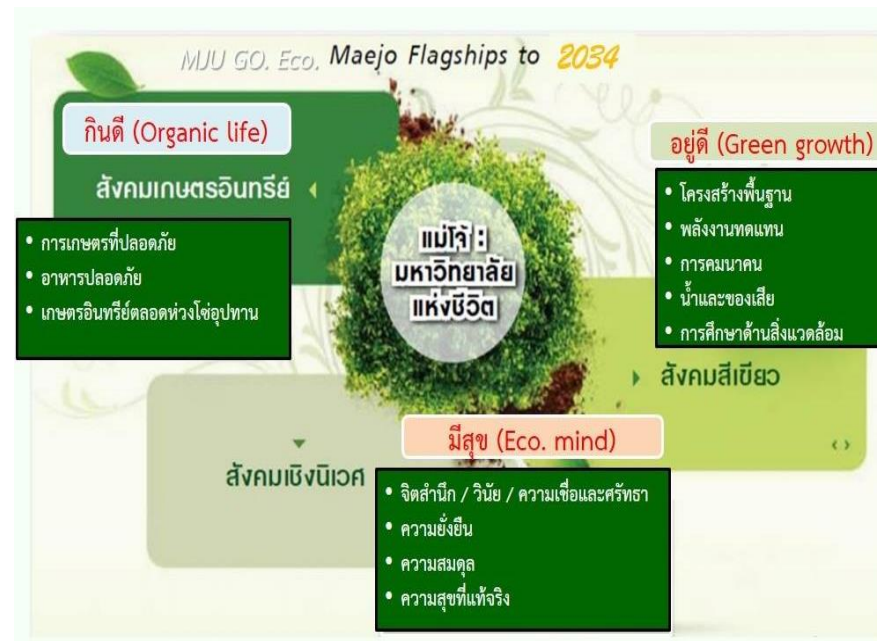 MJU GO. Eco. Maejo Flagships to 2034
กินดี (Organic life)
สังคมเกษตรอินทรีย์
• การเกษตรที่ปลอดภัย
• อาหารปลอดภัย
• เกษตรอินทรีย์ตลอดห่วงโซ่อุปทาน
แม่โจ้ :
มหาวิทยาลัย
แห่งชีวิต
อยู่ดี (Green growth)
• โครงสร้างพื้นฐาน
• พลังงานทดแทน
• การคมนาคน
• น้ำและของเสีย
• การศึกษาด้านสิ่งแวดล้อม
สังคมสีเขียว
มีสุข (Eco. mind)
สังคมเชิงนิเวศ
• จิตสำนึก / วินัย / ความเชื่อและศรัทธา
• ความยั่งยืน
• ความสมดุล
• ความสุขที่แท้จริง